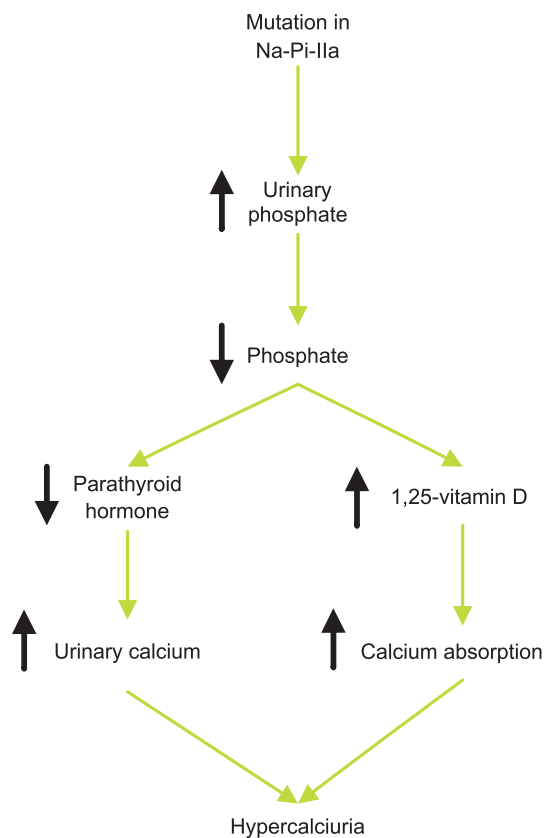 Mutation in
Na-Pi-IIa
Urinary
phosphate
Phosphate
Parathyroid
hormone
1,25-vitamin D
Urinary calcium
Calcium absorption
Hypercalciuria